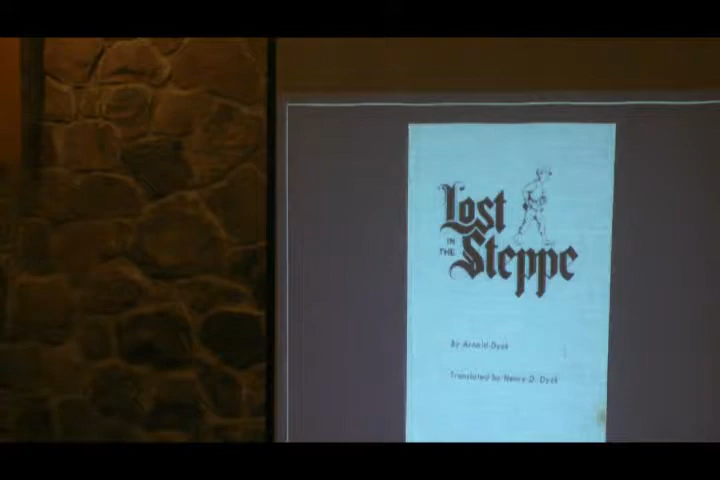 Lost
IN
THE
Steppe
By Arnold Dyck
Translated by Henry D. Dyck